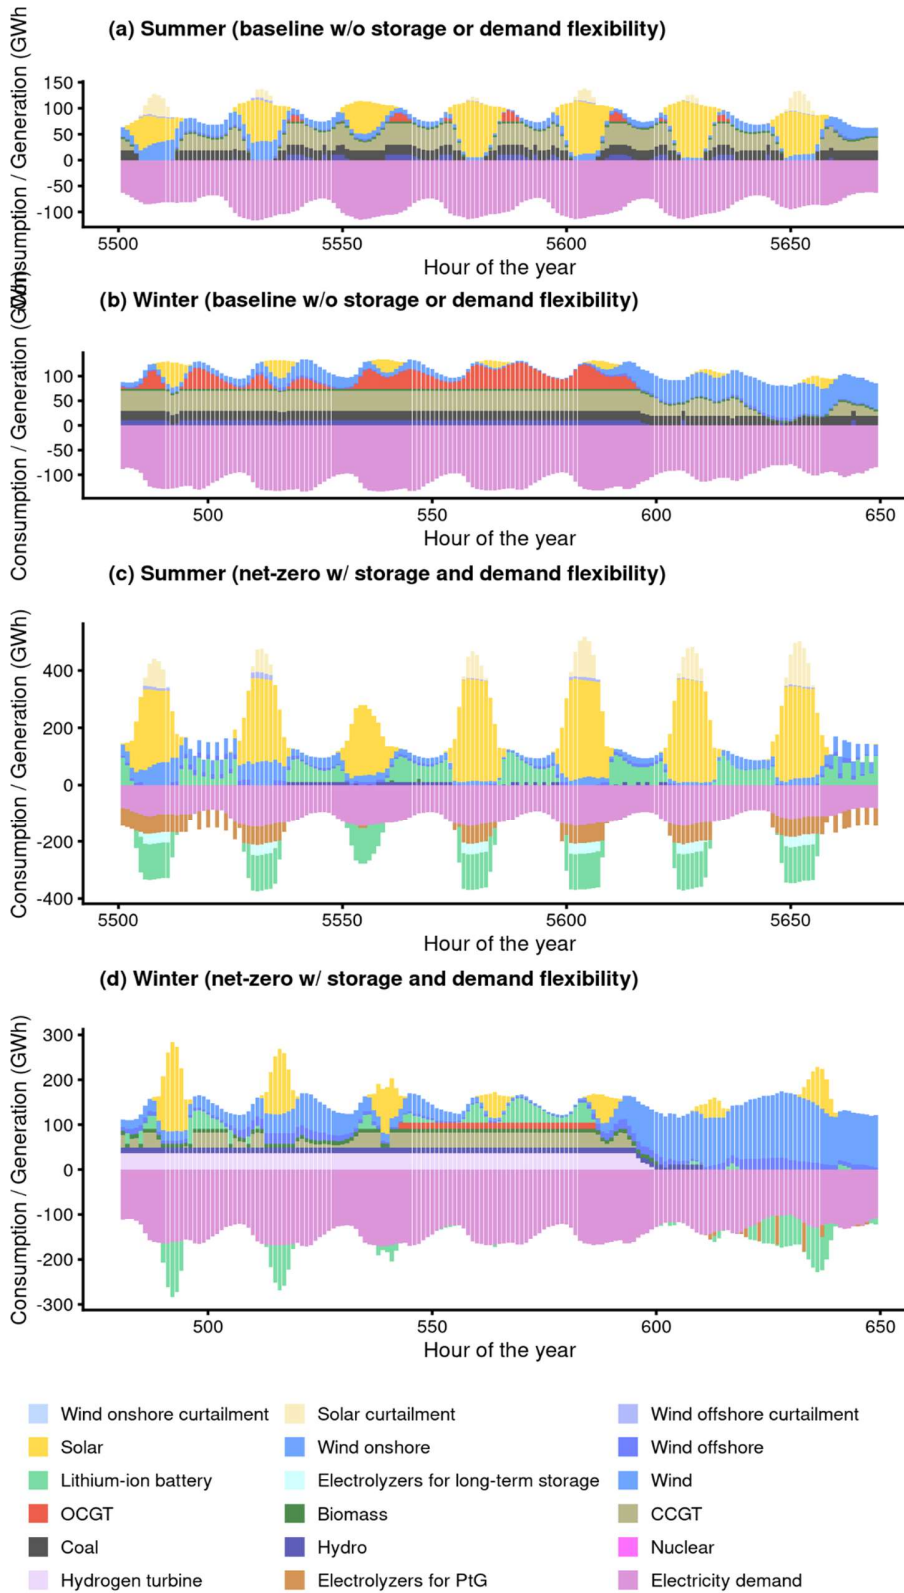 (a) Summer (baseline w/o storage or demand flexibility)
Consumption / Generation (GWh
150
100
50
0
-50
-100
5500
5550
5600
5650
Hour of the year
(b) Winter (baseline w/o storage or demand flexibility)
Consumption / Generation (GWh)
100
50
0
-50
-100
500
550
600
650
Hour of the year
(c) Summer (net-zero w/ storage and demand flexibility)
Consumption / Generation (GWh)
400
200
0
-200
-400
5500
5550
5600
5650
Hour of the year
(d) Winter (net-zero w/ storage and demand flexibility)
Consumption / Generation (GWh)
300
200
100
0
-100
-200
-300
500
550
600
650
Hour of the year
Wind onshore curtailment Solar curtailment Wind offshore curtailment
Solar Wind onshore Wind offshore
Lithium-ion battery Electrolyzers for long-term storage Wind
OCGT Biomass CCGT
Coal Hydro Nuclear
Hydrogen turbine Electrolyzers for PtG Electricity demand